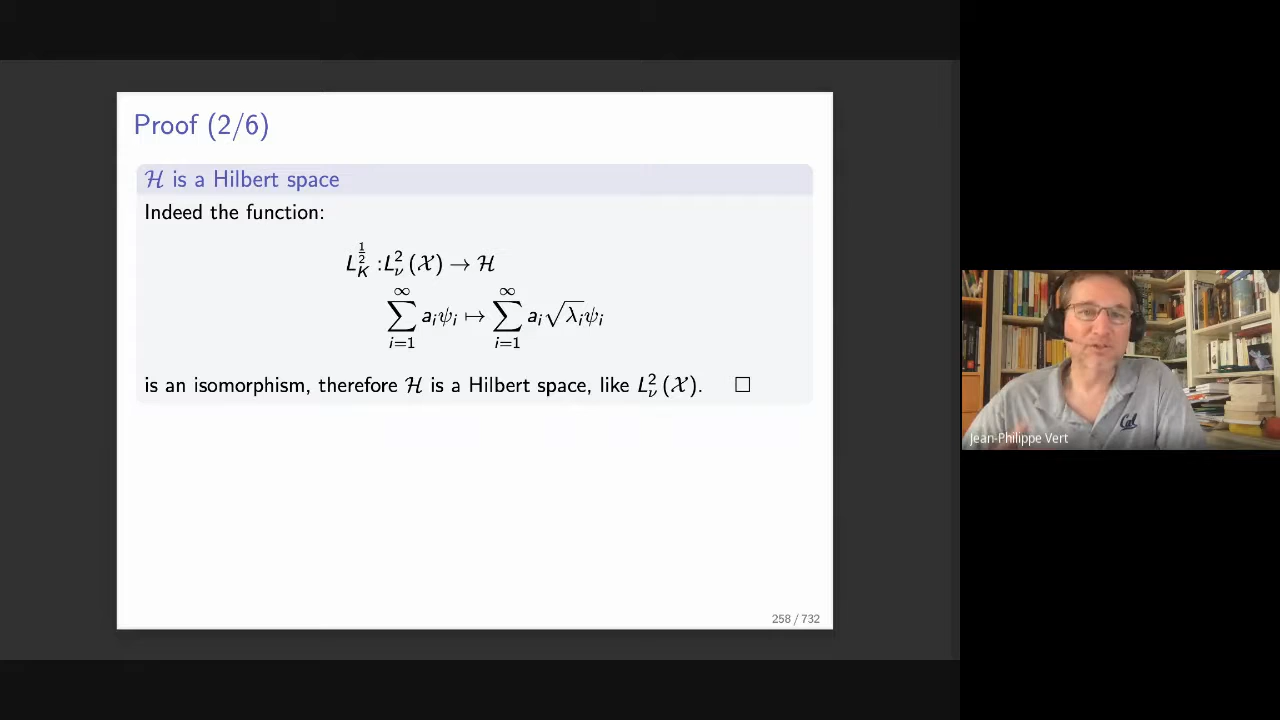 Proof (2/6)
ℋ is a Hilbert space
Indeed the function:
L_K^{1/2} : L_ν^2 (𝒳) → ℋ
∑_{i=1}^{∞} a_i ψ_i ↦ ∑_{i=1}^{∞} a_i √λ_i ψ_i
is an isomorphism, therefore ℋ is a Hilbert space, like L_ν^2 (𝒳). □
258 / 732
Cal
Jean-Philippe Vert